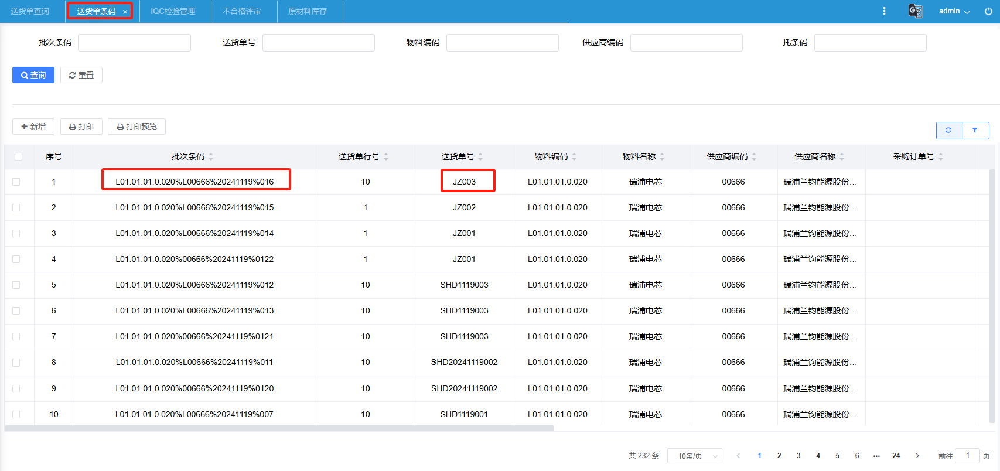 送货单查询 送货单条码 × IQC检验管理 不合格评审 原材料库存 admin
批次条码 送货单号 物料编码 供应商编码 托条码
查询 重置
新增 打印 打印预览
序号 批次条码 送货单行号 送货单号 物料编码 物料名称 供应商编码 供应商名称 采购订单号
1 L01.01.01.0.020%L00666%20241119%016 10 JZ003 L01.01.01.0.020 瑞浦电芯 00666 瑞浦兰钧能源股份...
2 L01.01.01.0.020%L00666%20241119%015 1 JZ002 L01.01.01.0.020 瑞浦电芯 00666 瑞浦兰钧能源股份...
3 L01.01.01.0.020%L00666%20241119%014 1 JZ001 L01.01.01.0.020 瑞浦电芯 00666 瑞浦兰钧能源股份...
4 L01.01.01.0.020%00666%20241119%0122 1 JZ001 L01.01.01.0.020 瑞浦电芯 00666 瑞浦兰钧能源股份...
5 L01.01.01.0.020%L00666%20241119%012 10 SHD1119003 L01.01.01.0.020 瑞浦电芯 00666 瑞浦兰钧能源股份...
6 L01.01.01.0.020%L00666%20241119%013 10 SHD1119003 L01.01.01.0.020 瑞浦电芯 00666 瑞浦兰钧能源股份...
7 L01.01.01.0.020%00666%20241119%0121 10 SHD1119003 L01.01.01.0.020 瑞浦电芯 00666 瑞浦兰钧能源股份...
8 L01.01.01.0.020%L00666%20241119%011 10 SHD20241119002 L01.01.01.0.020 瑞浦电芯 00666 瑞浦兰钧能源股份...
9 L01.01.01.0.020%00666%20241119%0120 10 SHD20241119002 L01.01.01.0.020 瑞浦电芯 00666 瑞浦兰钧能源股份...
10 L01.01.01.0.020%L00666%20241119%007 10 SHD1119001 L01.01.01.0.020 瑞浦电芯 00666 瑞浦兰钧能源股份...
共 232 条 10条/页 1 2 3 4 5 6 ... 24 前往 1 页